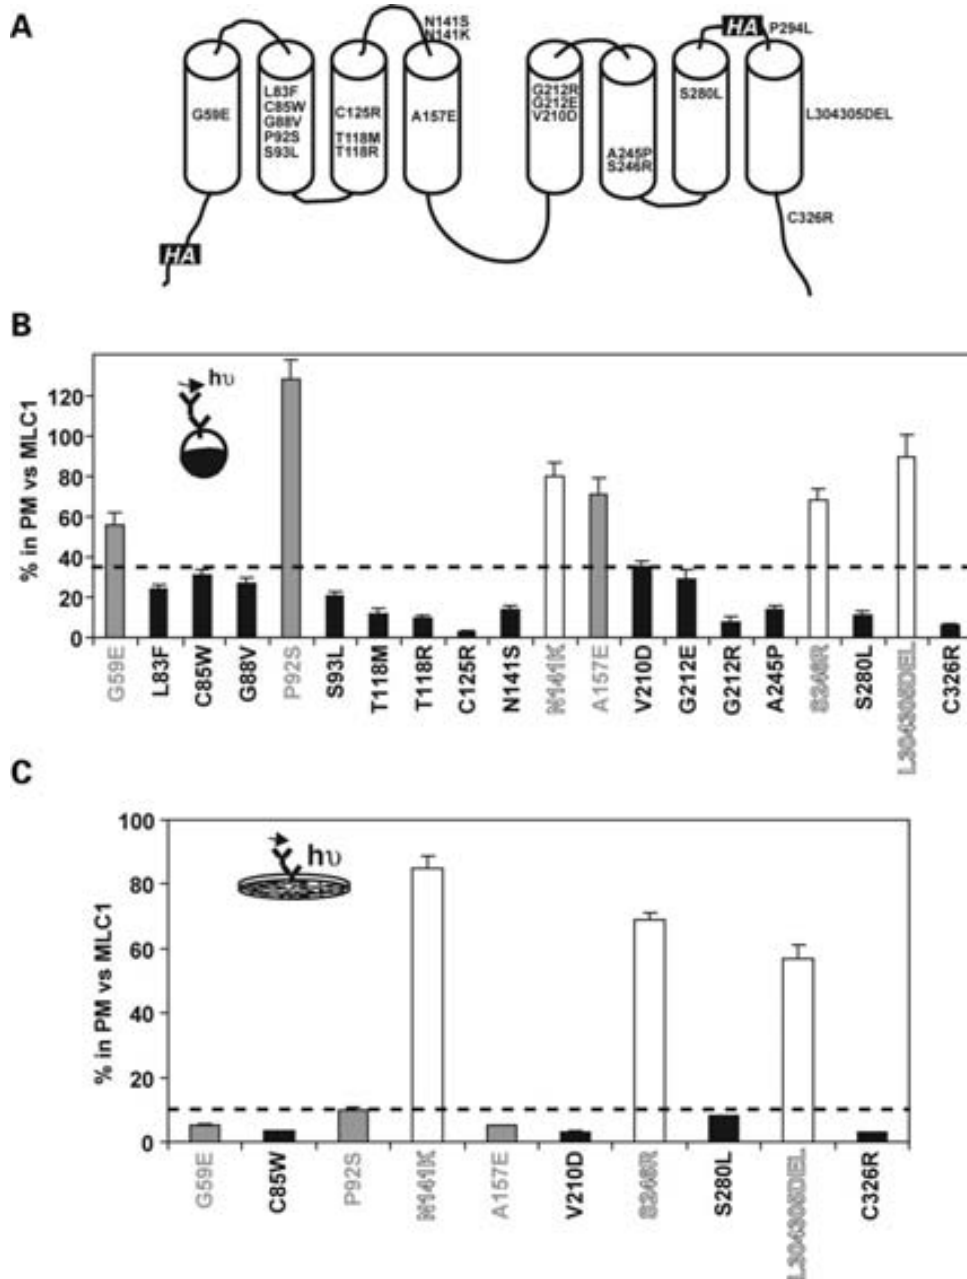 A
HA
P294L
N141S
N141K
G59E
L83F
C85W
G88V
P92S
S93L
C125R
T118M
T118R
A157E
G212R
G212E
V210D
A245P
S246R
S280L
L304305DEL
C326R
HA
B
% in PM vs MLC1
120
100
80
60
40
20
0
hυ
G59E
L83F
C85W
G88V
P92S
S93L
T118M
T118R
C125R
N141S
N141K
A157E
V210D
G212E
G212R
A245P
S246R
S280L
L304305DEL
C326R
C
% in PM vs MLC1
100
80
60
40
20
0
hυ
G59E
C85W
P92S
N141K
A157E
V210D
S246R
S280L
L304305DEL
C326R